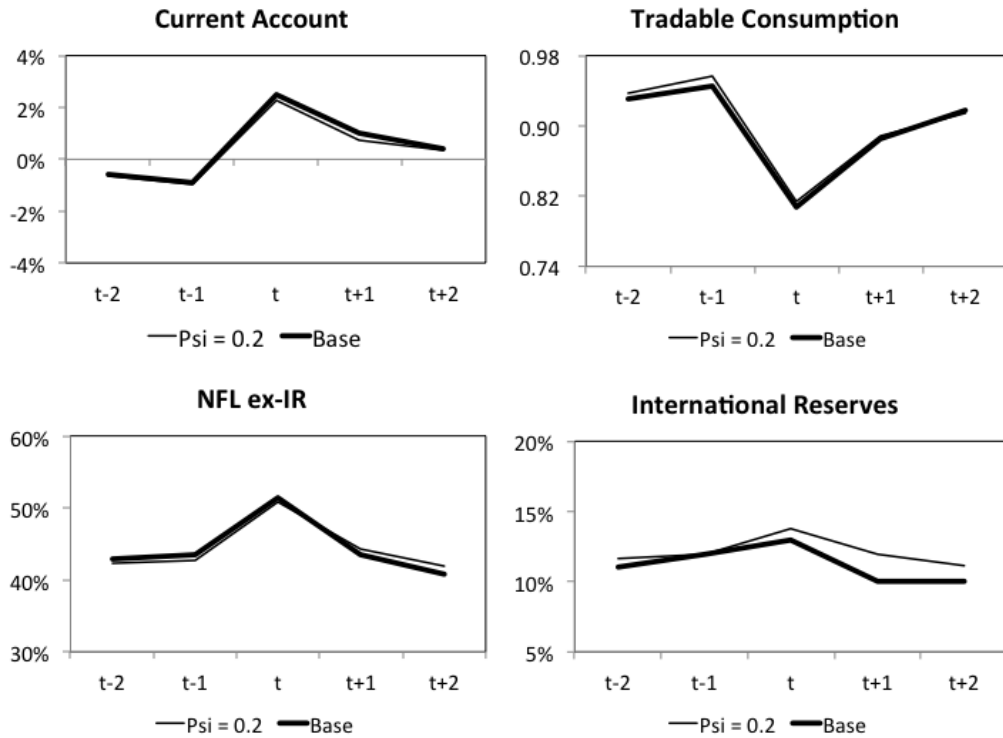 Current Account
4%
2%
0%
-2%
-4%
t-2 t-1 t t+1 t+2
Psi = 0.2 Base
Tradable Consumption
0.98
0.90
0.82
0.74
t-2 t-1 t t+1 t+2
Psi = 0.2 Base
NFL ex-IR
60%
50%
40%
30%
t-2 t-1 t t+1 t+2
Psi = 0.2 Base
International Reserves
20%
15%
10%
5%
t-2 t-1 t t+1 t+2
Psi = 0.2 Base